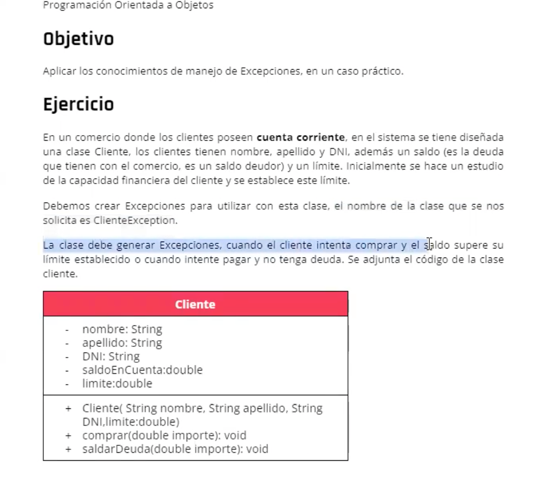 Programación Orientada a Objetos
Objetivo
Aplicar los conocimientos de manejo de Excepciones, en un caso práctico.
Ejercicio
En un comercio donde los clientes poseen cuenta corriente, en el sistema se tiene diseñada
una clase Cliente, los clientes tienen nombre, apellido y DNI, además un saldo (es la deuda
que tienen con el comercio, es un saldo deudor) y un límite. Inicialmente se hace un estudio
de la capacidad financiera del cliente y se establece este límite.
Debemos crear Excepciones para utilizar con esta clase, el nombre de la clase que se nos
solicita es ClienteException.
La clase debe generar Excepciones, cuando el cliente intenta comprar y el saldo supere su
límite establecido o cuando intente pagar y no tenga deuda. Se adjunta el código de la clase
cliente.
Cliente
- nombre: String
- apellido: String
- DNI: String
- saldoEnCuenta:double
- limite:double
+ Cliente( String nombre, String apellido, String
DNI,limite:double)
+ comprar(double importe): void
+ saldarDeuda(double importe): void